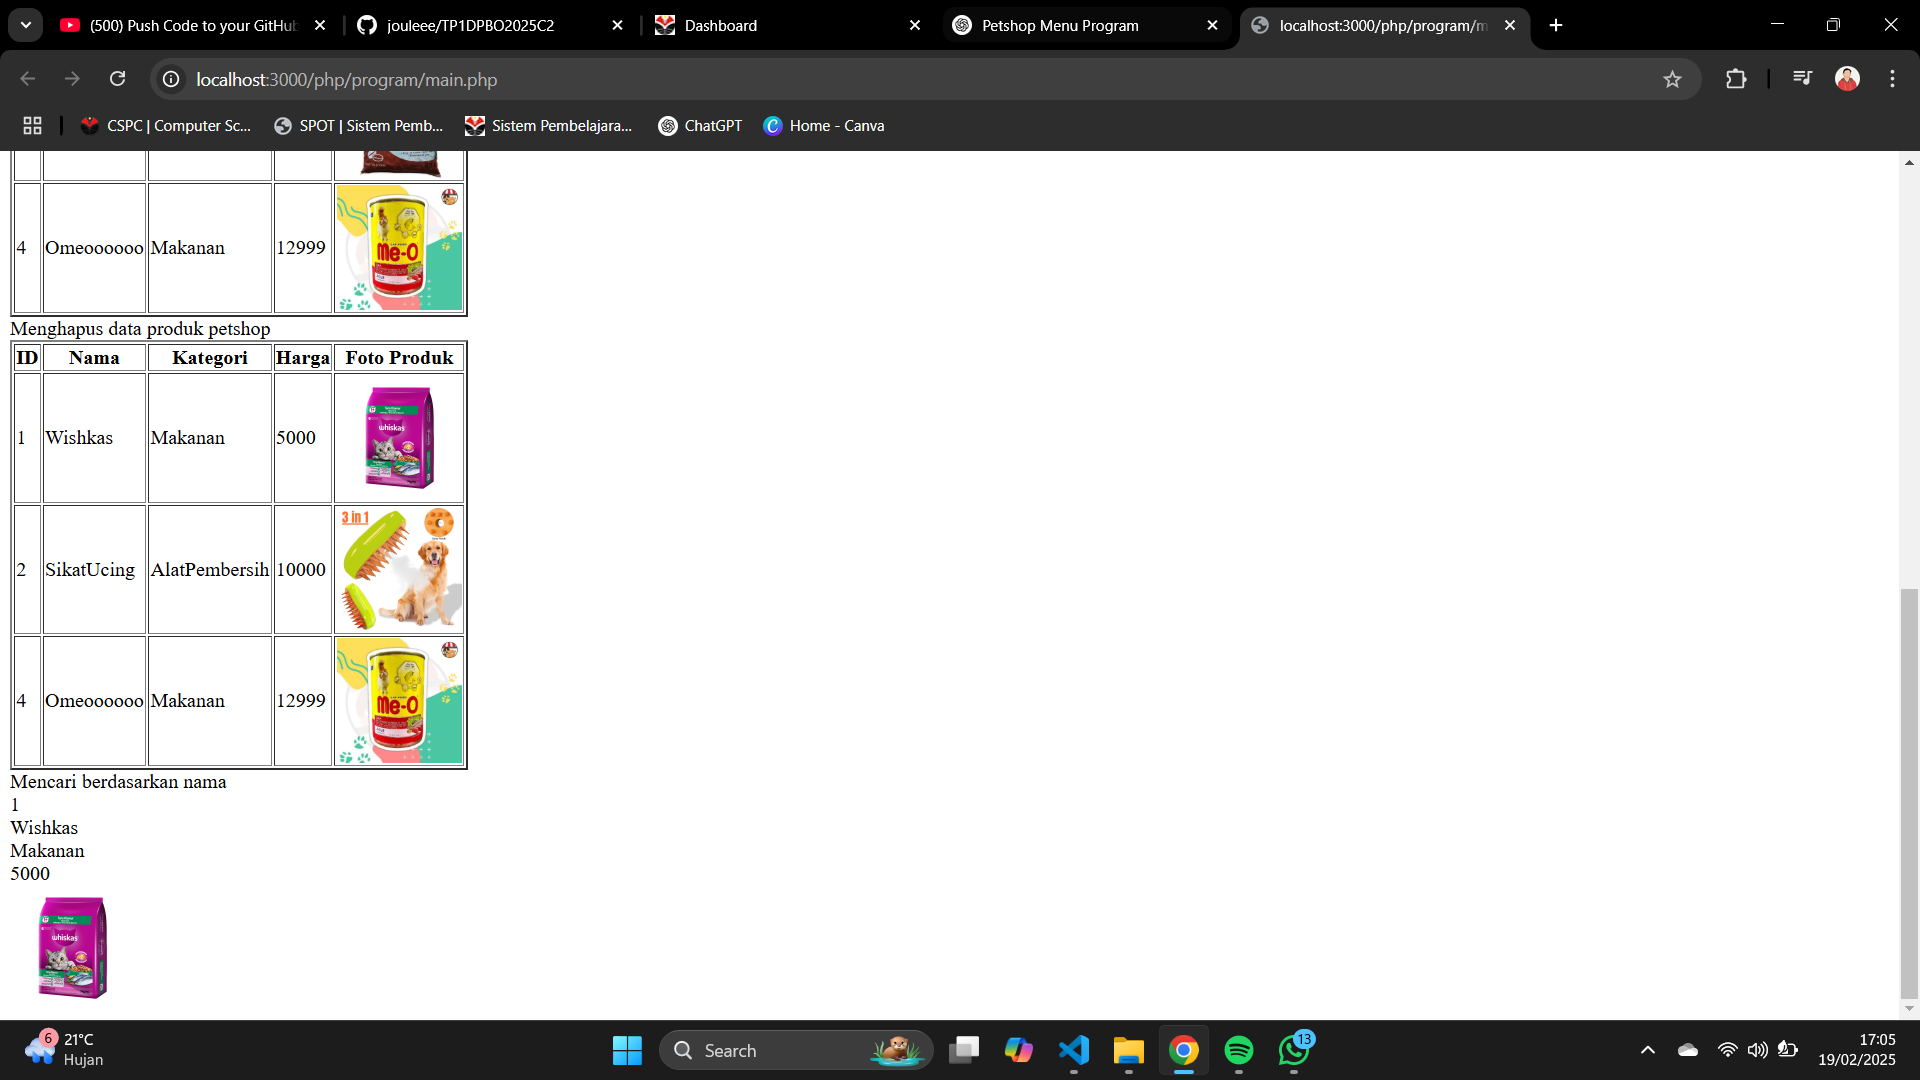 (500) Push Code to your GitHub
jouleee/TP1DPBO2025C2
Dashboard
Petshop Menu Program
localhost:3000/php/program/m
localhost:3000/php/program/main.php
CSPC | Computer Sc...
SPOT | Sistem Pemb...
Sistem Pembelajara...
ChatGPT
Home - Canva
4 Omeoooooo Makanan 12999
Me-O
Menghapus data produk petshop
ID Nama Kategori Harga Foto Produk
1 Wishkas Makanan 5000
whiskas
2 SikatUcing AlatPembersih 10000
3 in 1
4 Omeoooooo Makanan 12999
Me-O
Mencari berdasarkan nama
1
Wishkas
Makanan
5000
whiskas
6
21°C
Hujan
Search
13
17:05
19/02/2025